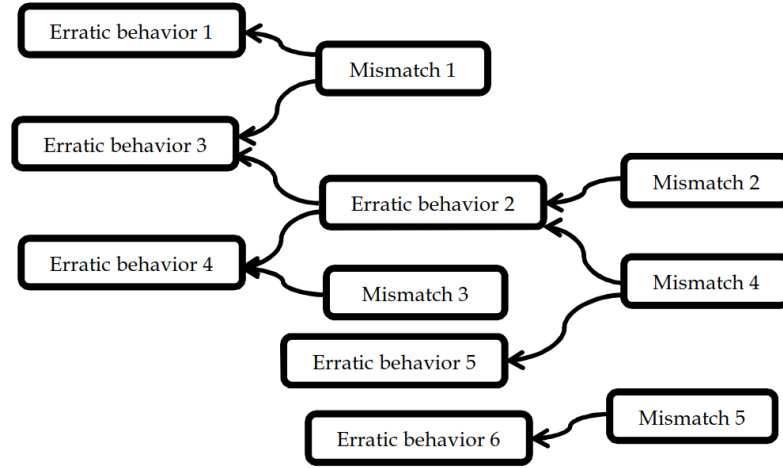 Erratic behavior 1
Mismatch 1
Erratic behavior 3
Mismatch 2
Erratic behavior 2
Erratic behavior 4
Mismatch 4
Mismatch 3
Erratic behavior 5
Mismatch 5
Erratic behavior 6